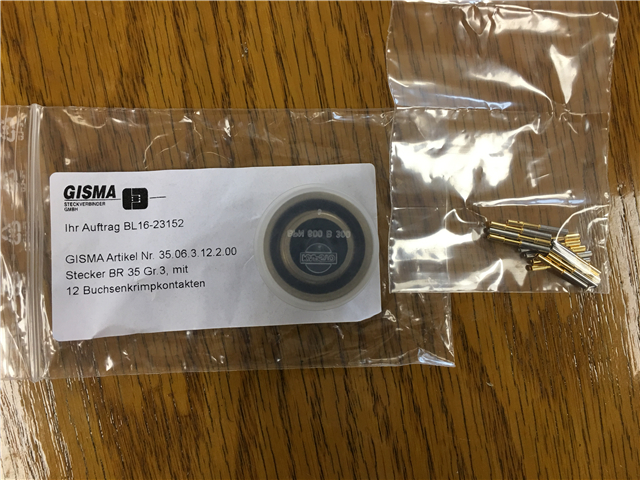 GISMA
STECKVERBINDER
GMBH
Ihr Auftrag BL16-23152
GISMA Artikel Nr. 35.06.3.12.2.00
Stecker BR 35 Gr.3, mit
12 Buchsenkrimpkontakten
300
GISMA